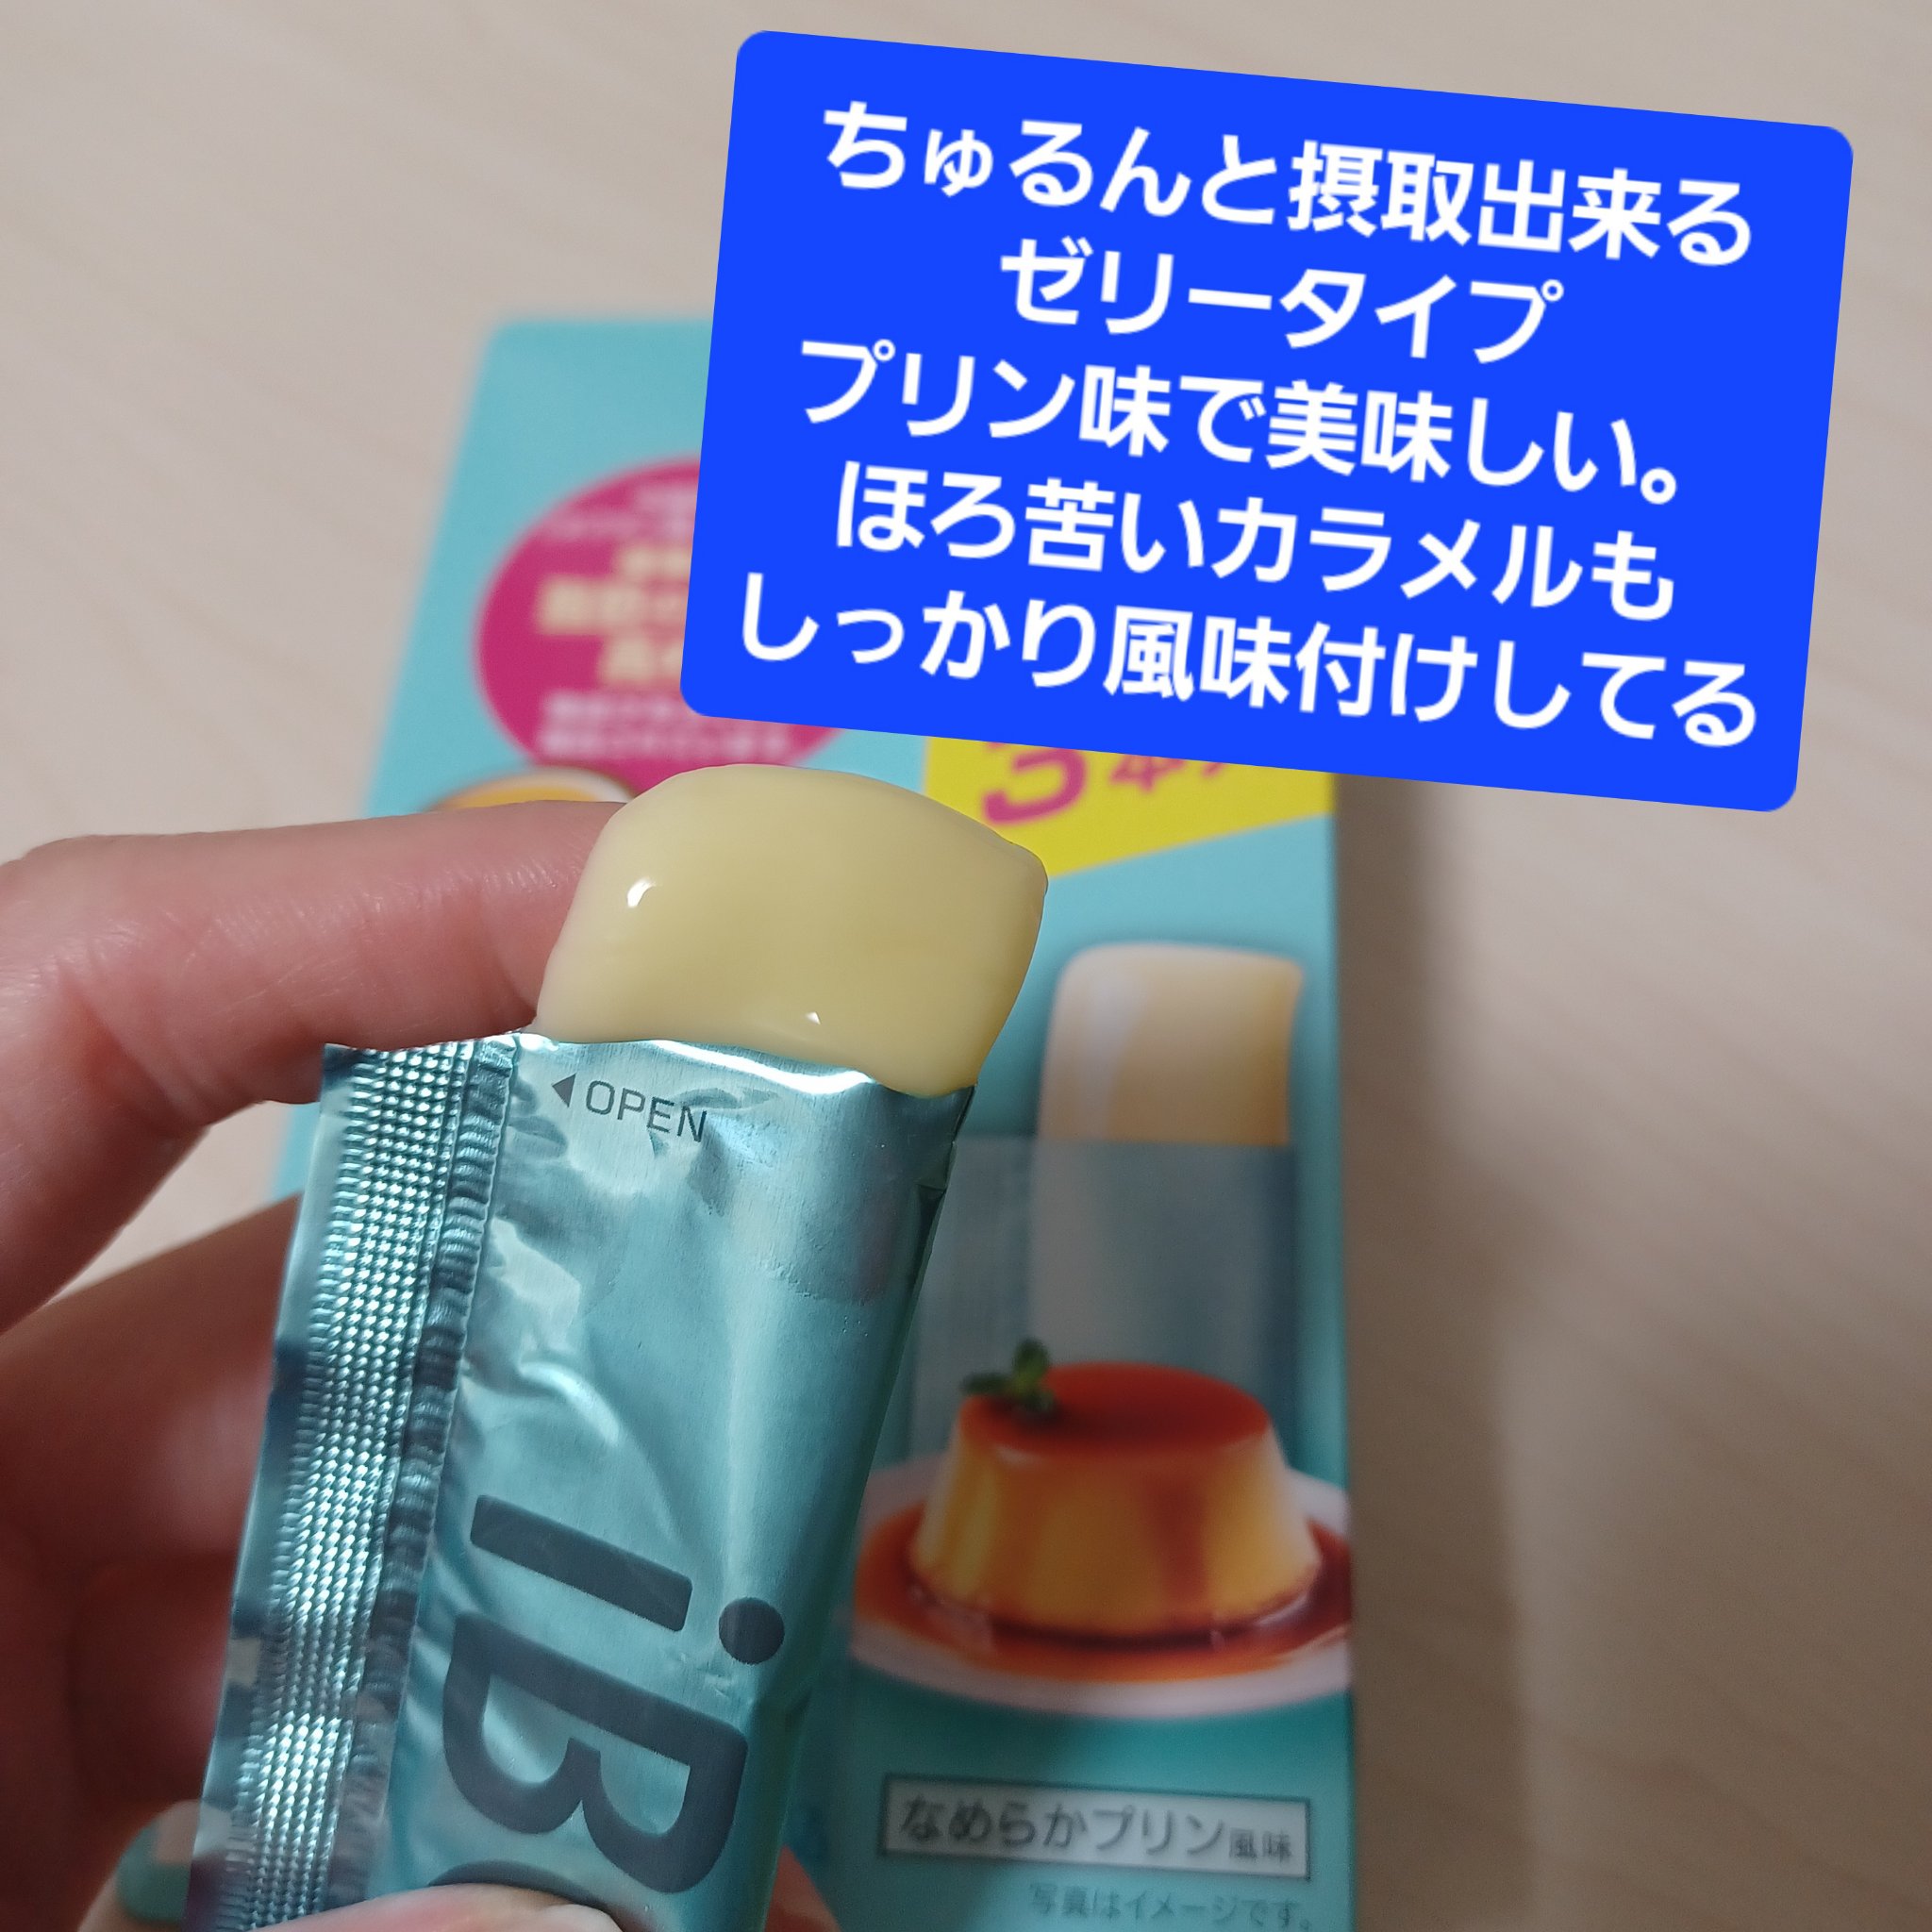 ちゅるんと摂取出来る
ゼリータイプ
プリン味で美味しい。
ほろ苦いカラメルも
しっかり風味付けしてる
3本
◀OPEN
iB
なめらかプリン風味
写真はイメージです。